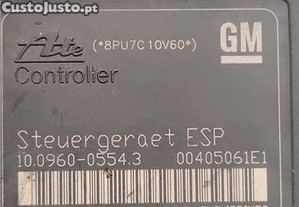 CustoJusto.pt
Ate
(*8PU7C10V60*)
GM
Controller
Steuergeraet ESP
10.0960-0554.3 00405061E1